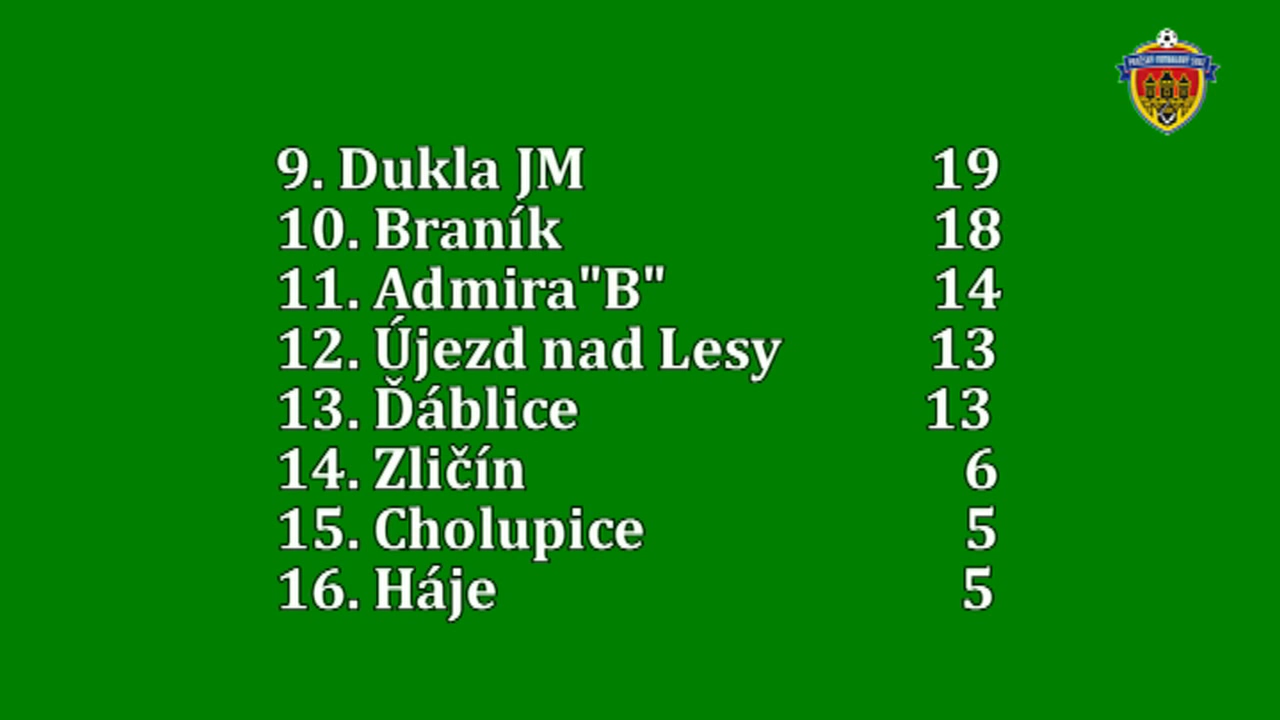 9. Dukla JM 19
10. Braník 18
11. Admira"B" 14
12. Újezd nad Lesy 13
13. Ďáblice 13
14. Zličín 6
15. Cholupice 5
16. Háje 5